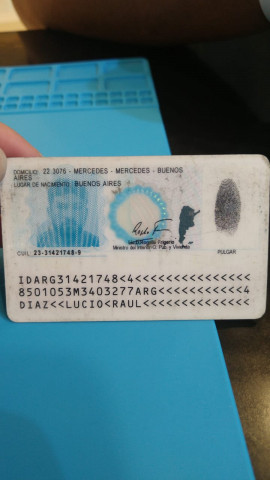 DOMICILIO: 22 3076 - MERCEDES - MERCEDES - BUENOS
AIRES
LUGAR DE NACIMIENTO: BUENOS AIRES
Ministro del Interior, O. Púb. y Vivienda
CUIL: 23-31421748-9
PULGAR
IDARG31421748<4<<<<<<<<<<<<<<<
8501053M3403277ARG<<<<<<<<<<<4
DIAZ<<LUCIO<RAUL<<<<<<<<<<<<<<